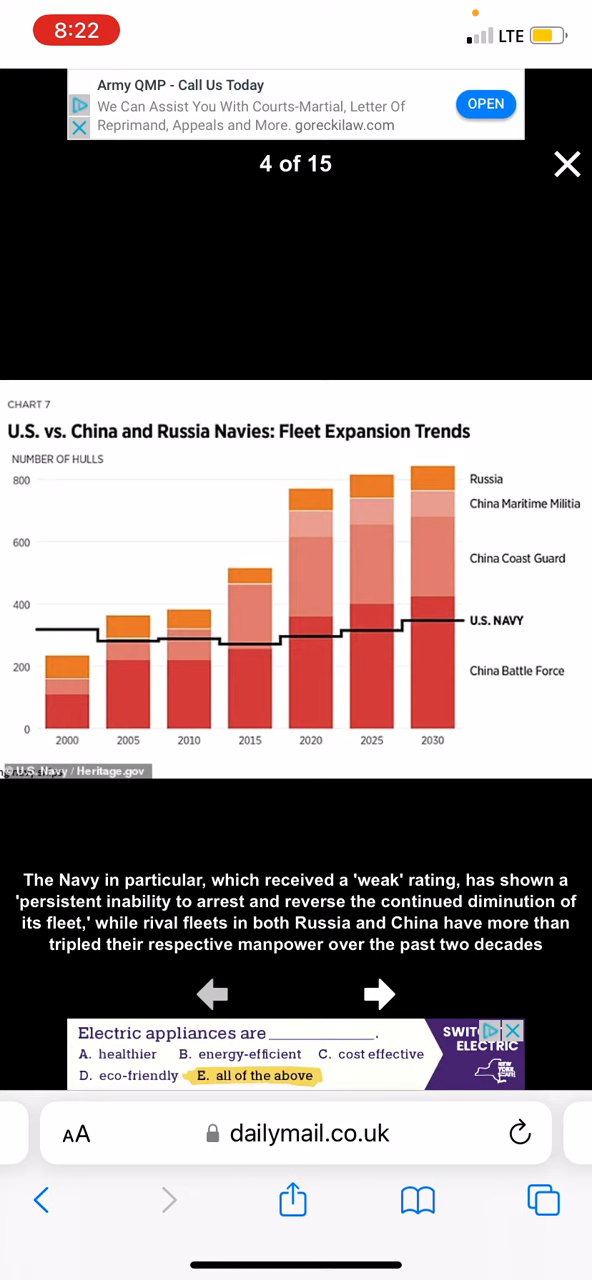 8:22
LTE
Army QMP - Call Us Today
We Can Assist You With Courts-Martial, Letter Of
Reprimand, Appeals and More. goreckilaw.com
OPEN
4 of 15
CHART 7
U.S. vs. China and Russia Navies: Fleet Expansion Trends
NUMBER OF HULLS
800
600
400
200
0
Russia
China Maritime Militia
China Coast Guard
U.S. NAVY
China Battle Force
2000 2005 2010 2015 2020 2025 2030
© U.S. Navy / Heritage.gov
The Navy in particular, which received a 'weak' rating, has shown a
'persistent inability to arrest and reverse the continued diminution of
its fleet,' while rival fleets in both Russia and China have more than
tripled their respective manpower over the past two decades
Electric appliances are ____________.
A. healthier B. energy-efficient C. cost effective
D. eco-friendly E. all of the above
ELECTRIC
NEW
YORK
AA
dailymail.co.uk